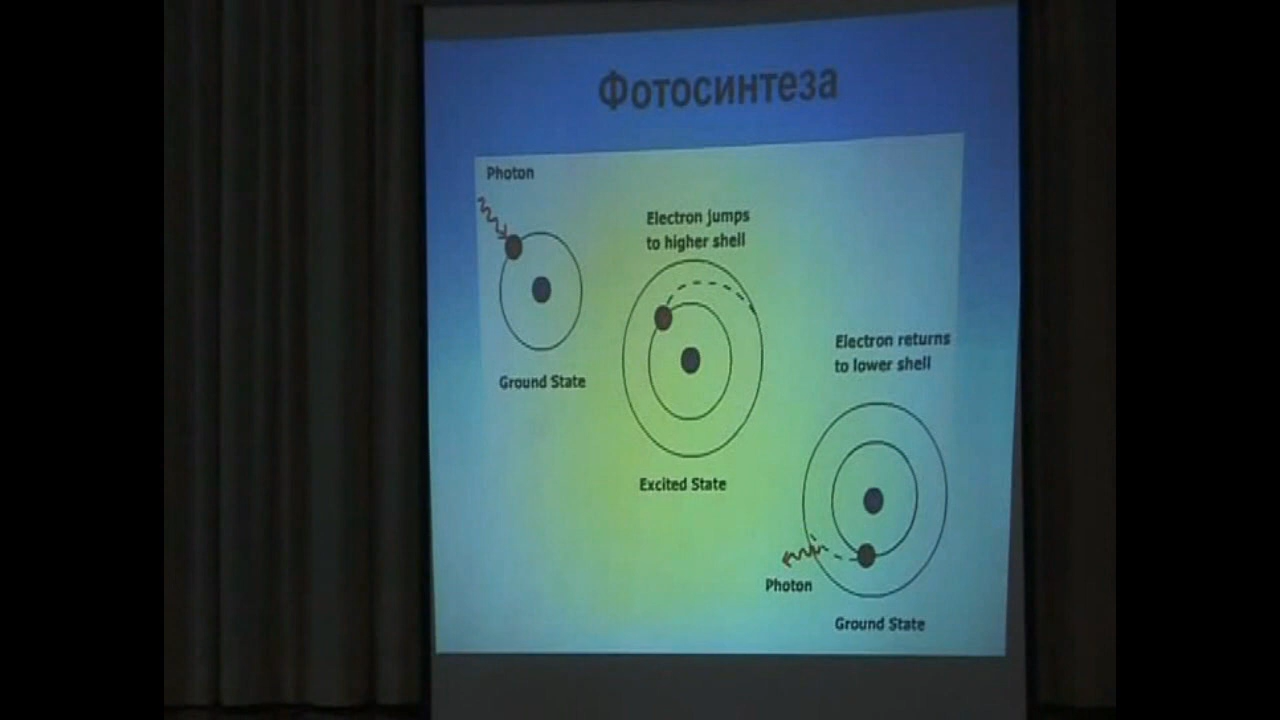 Фотосинтеза
Photon
Electron jumps
to higher shell
Ground State
Electron returns
to lower shell
Excited State
Photon
Ground State